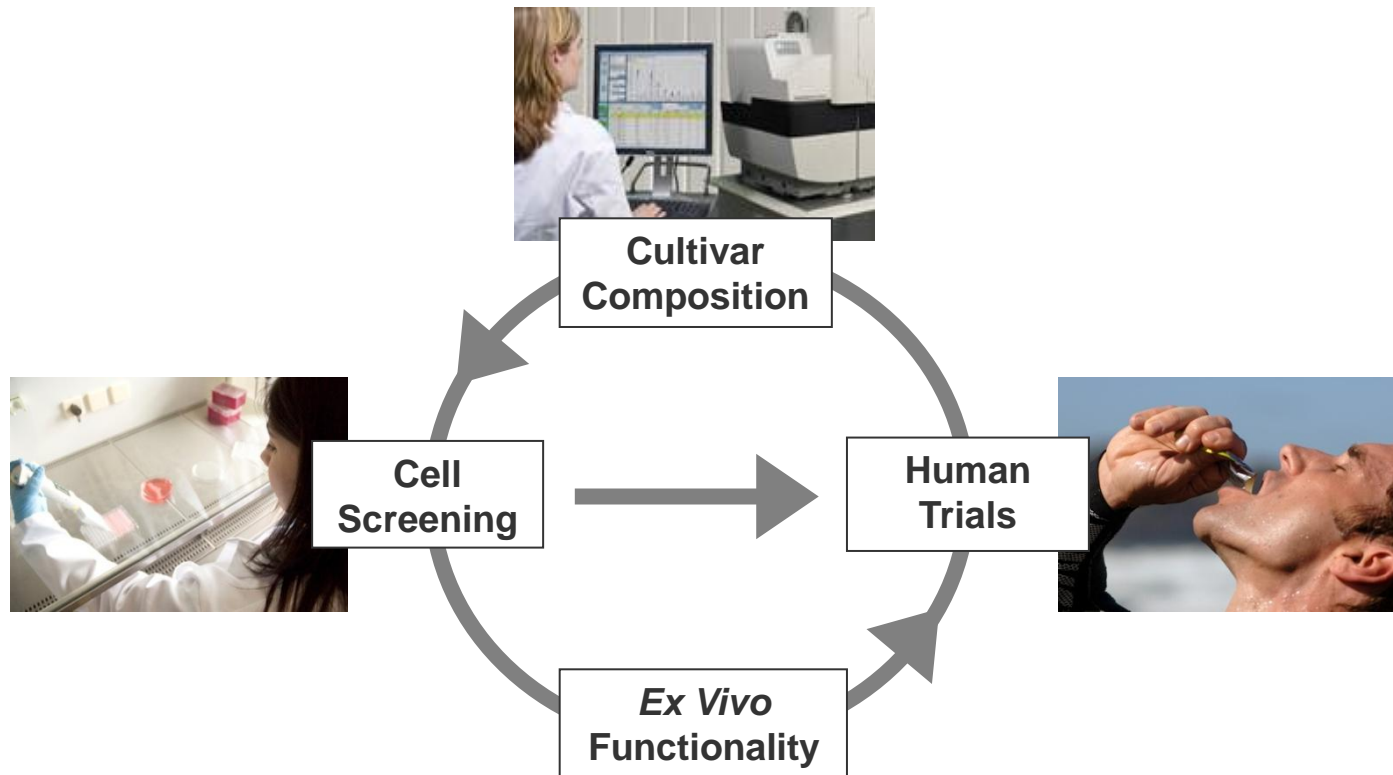 Cultivar
Composition
Cell
Screening
Human
Trials
Ex Vivo
Functionality